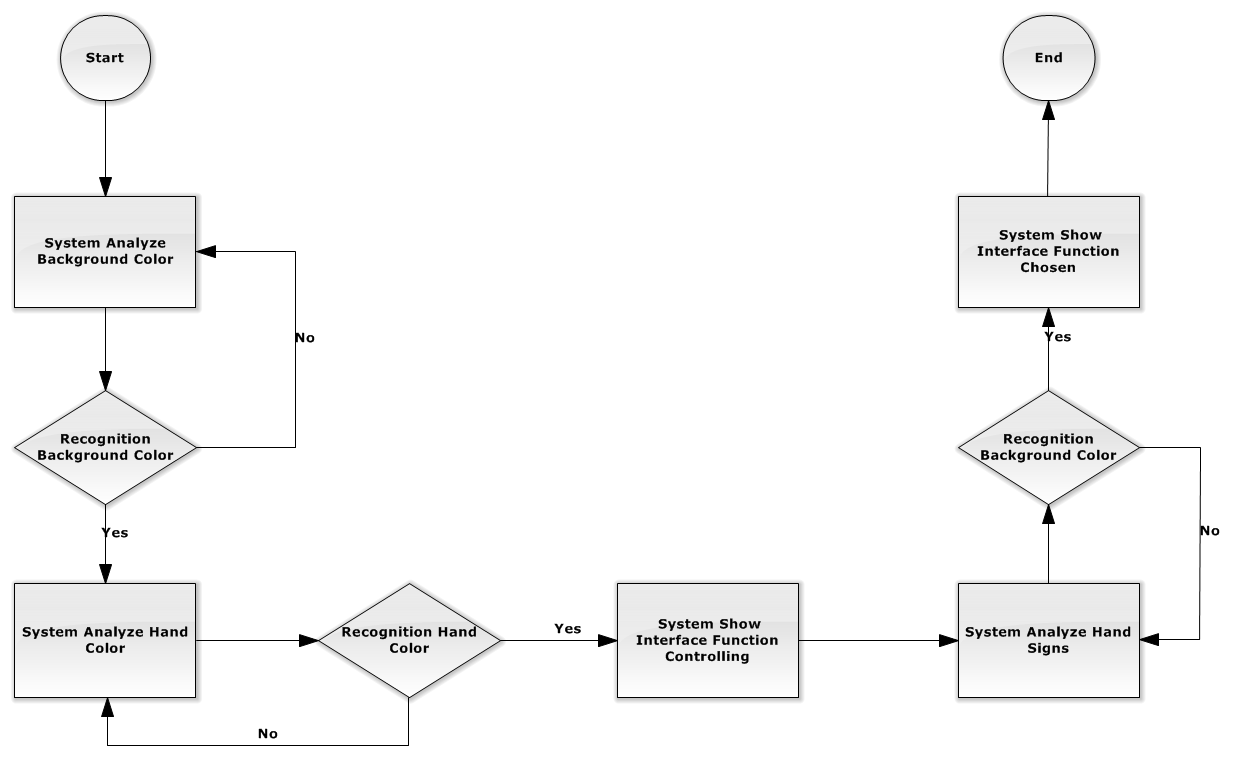 Start
System Analyze
Background Color
No
Recognition
Background Color
Yes
System Analyze Hand
Color
Recognition Hand
Color
No
Yes
System Show
Interface Function
Controlling
System Analyze Hand
Signs
No
Recognition
Background Color
Yes
System Show
Interface Function
Chosen
End